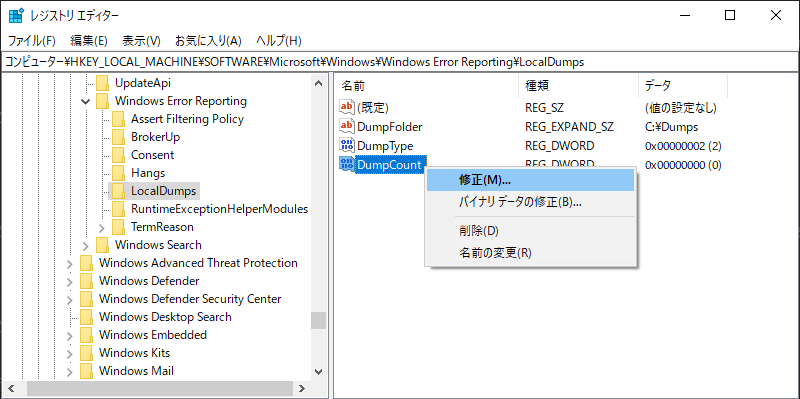 レジストリ エディター
ファイル(F) 編集(E) 表示(V) お気に入り(A) ヘルプ(H)
コンピューター¥HKEY_LOCAL_MACHINE¥SOFTWARE¥Microsoft¥Windows¥Windows Error Reporting¥LocalDumps
UpdateApi
Windows Error Reporting
Assert Filtering Policy
BrokerUp
Consent
Hangs
LocalDumps
RuntimeExceptionHelperModules
TermReason
Windows Search
Windows Advanced Threat Protection
Windows Defender
Windows Defender Security Center
Windows Desktop Search
Windows Embedded
Windows Kits
Windows Mail
名前 種類 データ
(既定) REG_SZ (値の設定なし)
DumpFolder REG_EXPAND_SZ C:¥Dumps
DumpType REG_DWORD 0x00000002 (2)
DumpCount REG_DWORD 0x00000000 (0)
修正(M)...
バイナリ データの修正(B)...
削除(D)
名前の変更(R)